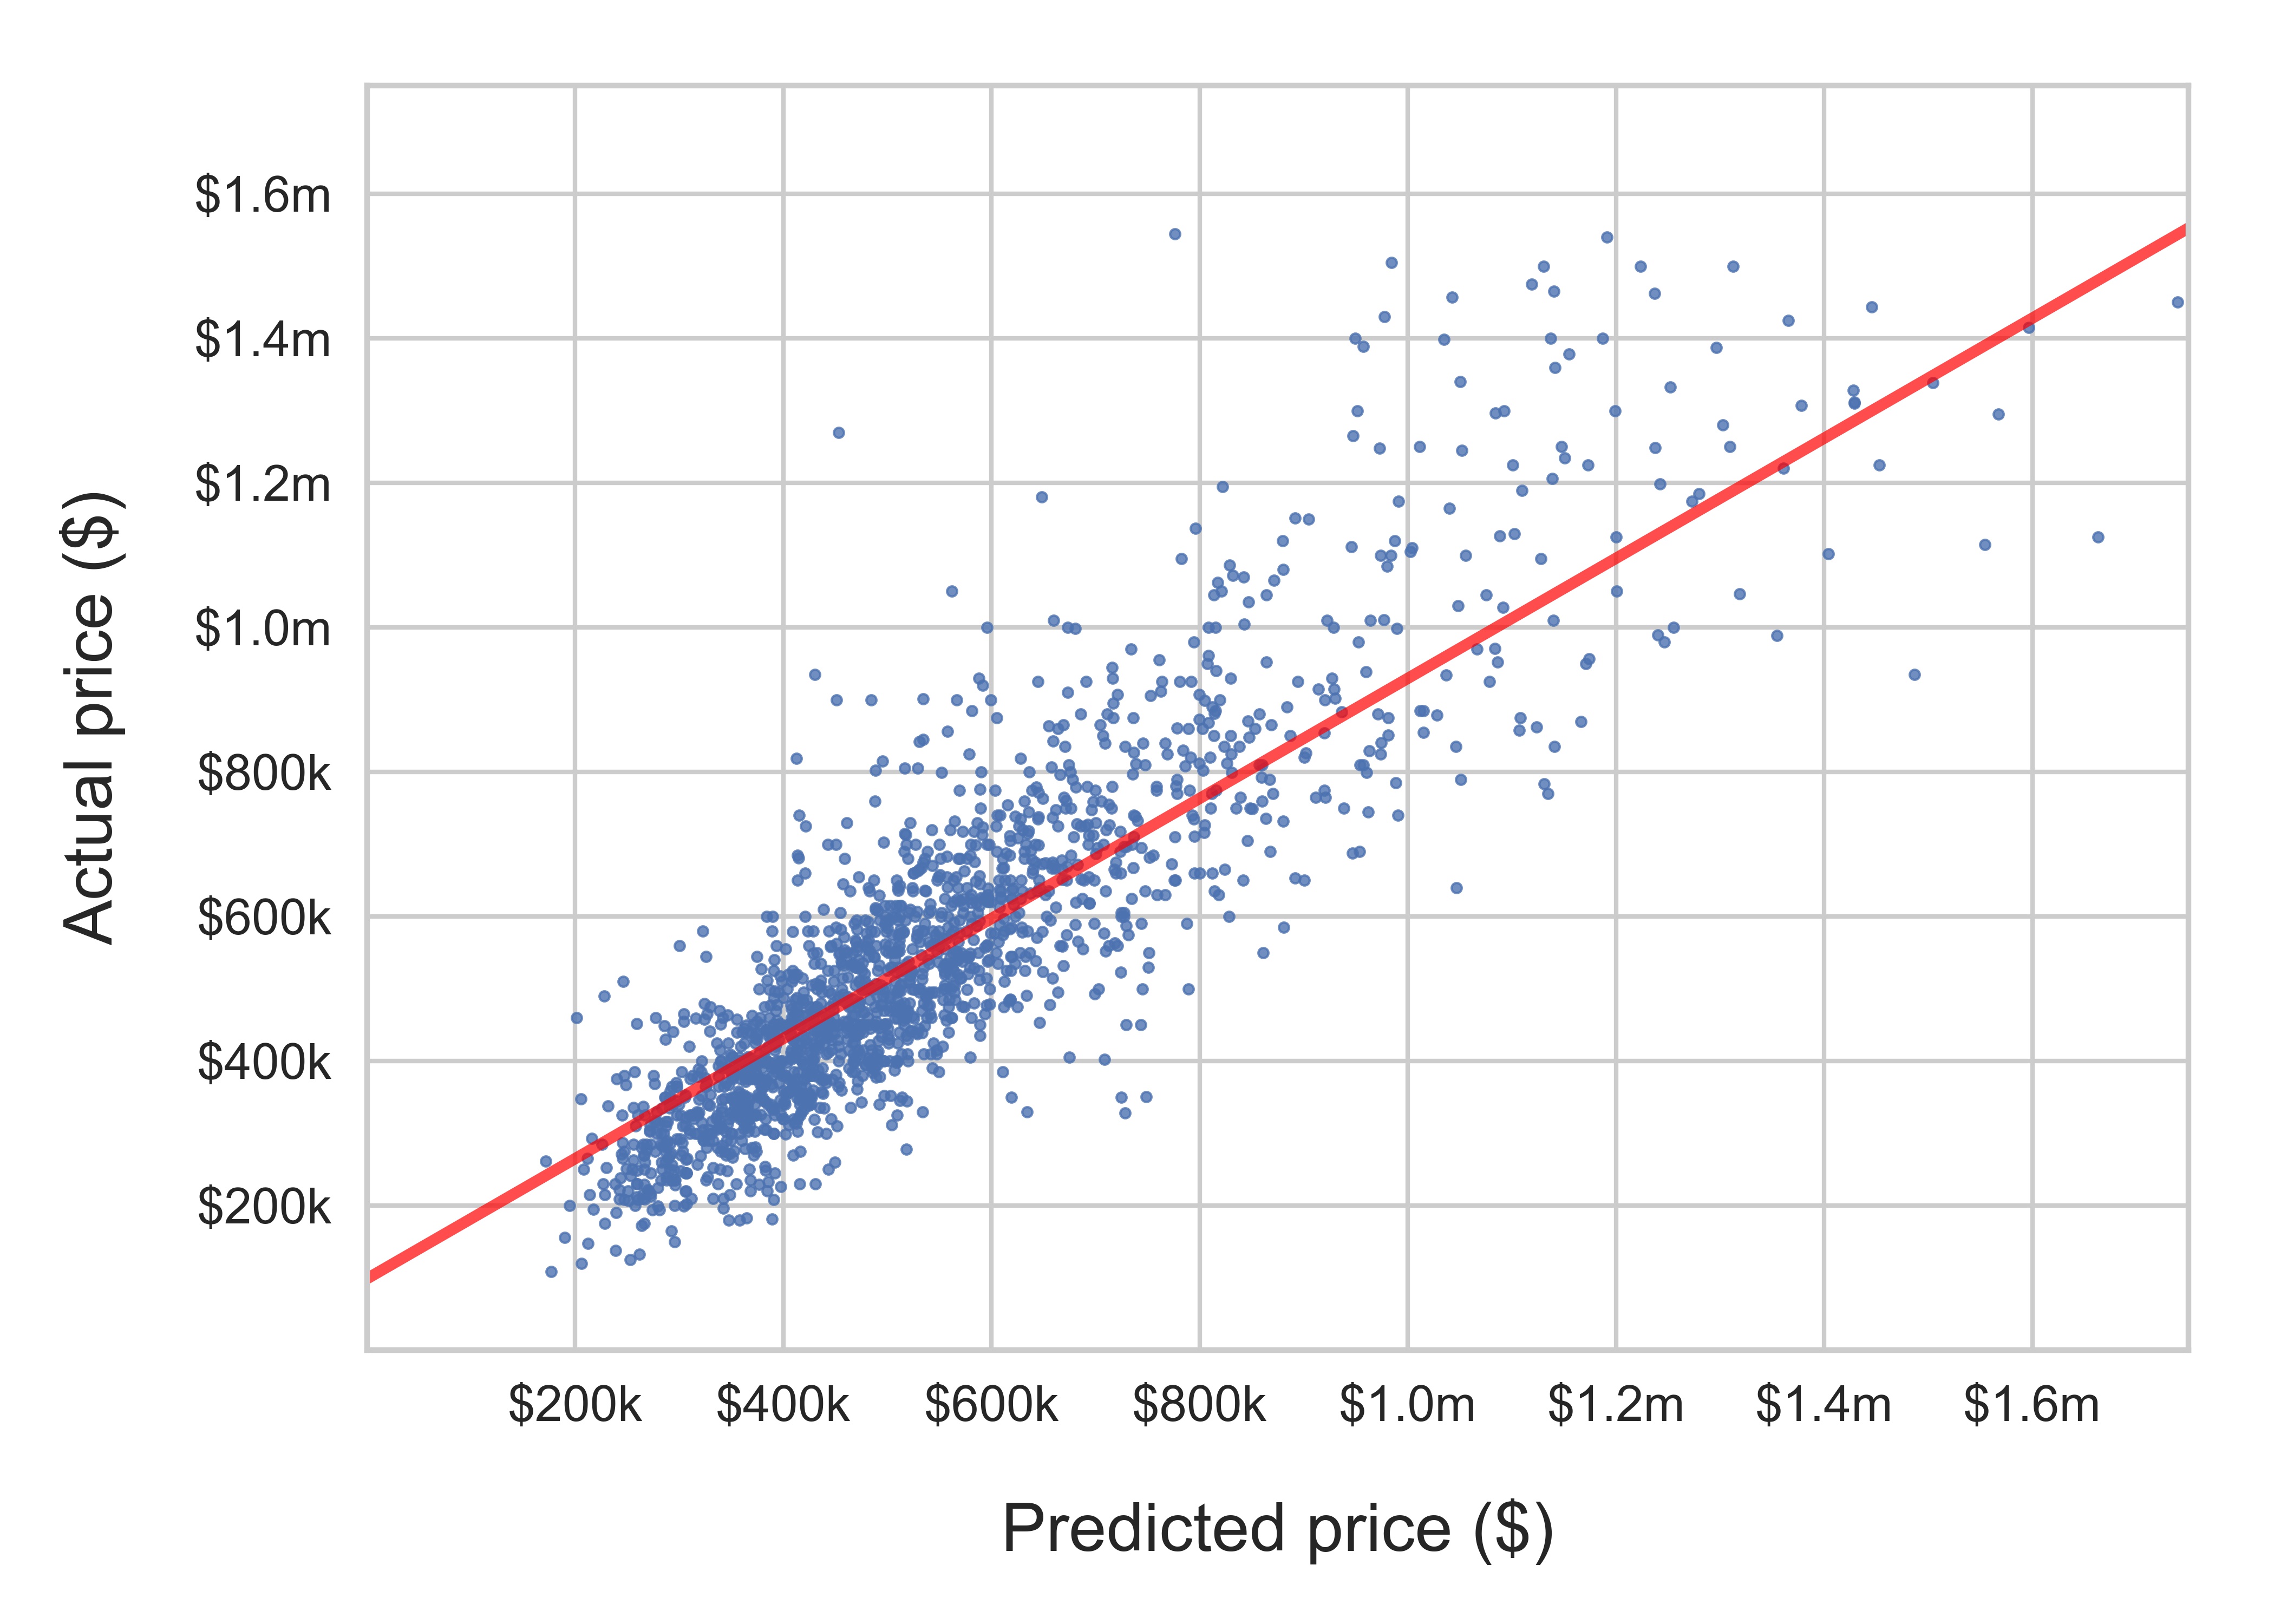 Actual price ($)
$1.6m
$1.4m
$1.2m
$1.0m
$800k
$600k
$400k
$200k
$200k $400k $600k $800k $1.0m $1.2m $1.4m $1.6m
Predicted price ($)